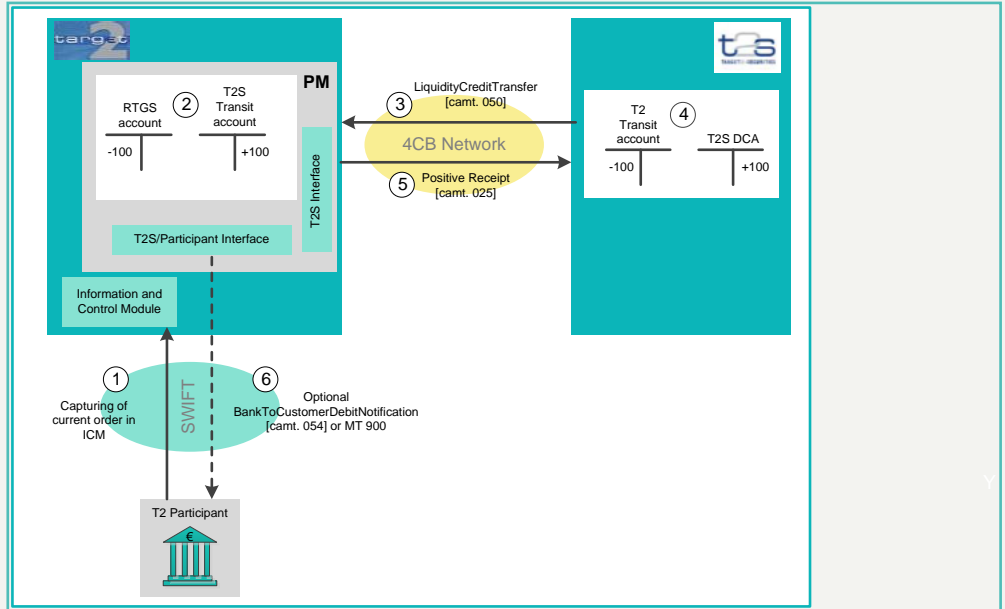 target
2
t2s
TARGET2-SECURITIES
PM
RTGS
account
2
T2S
Transit
account
-100
+100
T2S Interface
T2S/Participant Interface
Information and
Control Module
LiquidityCreditTransfer
[camt. 050]
3
4CB Network
5
Positive Receipt
[camt. 025]
T2
Transit
account
4
T2S DCA
-100
+100
1
Capturing of
current order in
ICM
SWIFT
6
Optional
BankToCustomerDebitNotification
[camt. 054] or MT 900
T2 Participant
€
Y